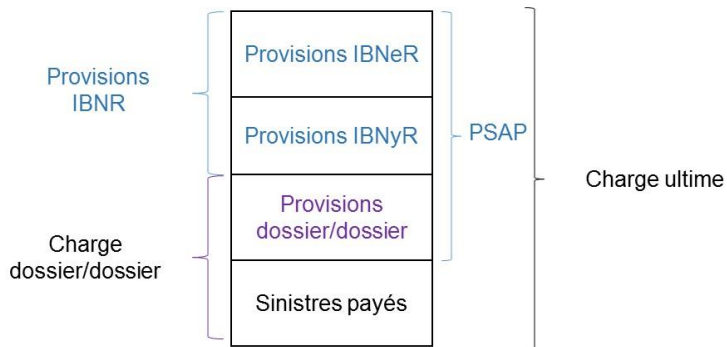 Provisions IBNeR
Provisions
IBNR
Provisions IBNyR
PSAP
Charge ultime
Provisions
dossier/dossier
Charge
dossier/dossier
Sinistres payés